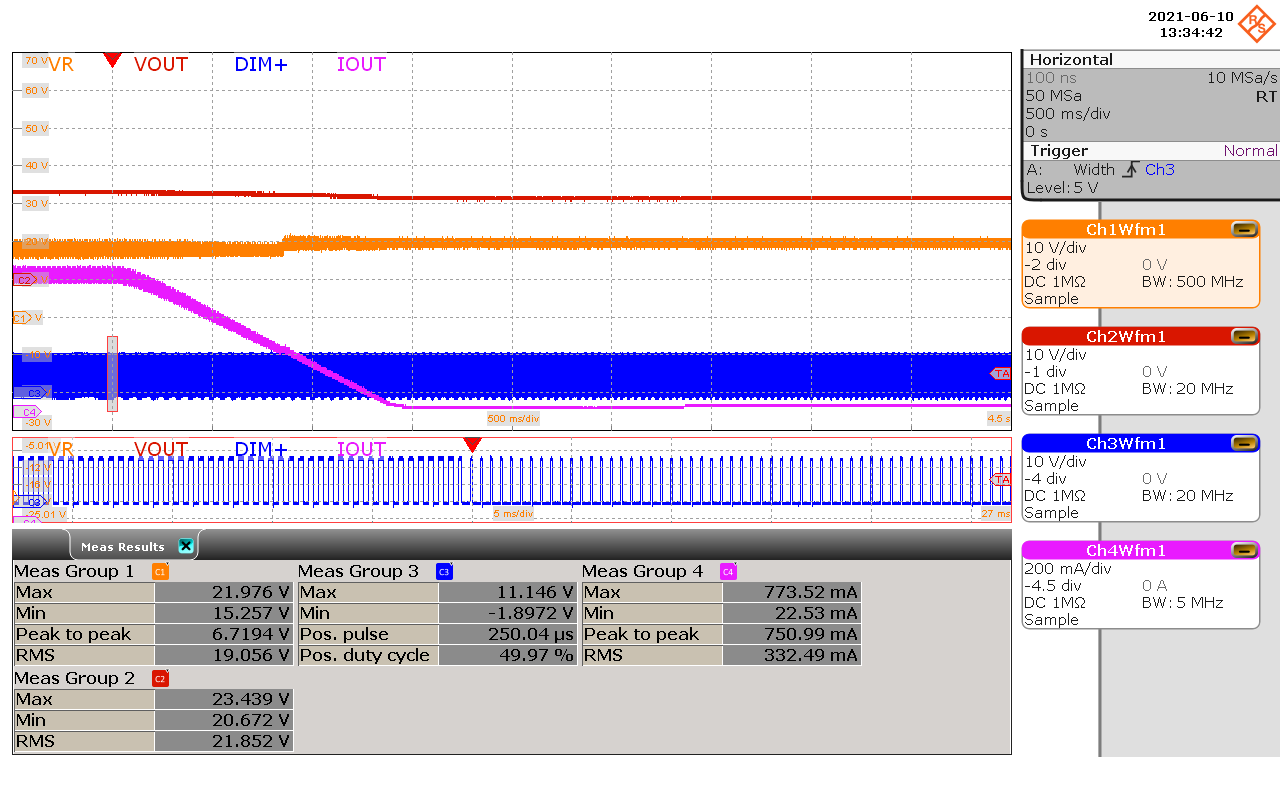 2021-06-10
13:34:42
R S
70 V
VR
VOUT
DIM+
IOUT
60 V
50 V
40 V
30 V
20 V
C2
C1 V
-10 V
C3
TA
C4
-30 V
500 ms/div
4.5 s
-5.01
VR
VOUT
DIM+
IOUT
-12 V
-15 V
C3
TA
-25.01 V
5 ms/div
27 ms
Horizontal
100 ns 10 MSa/s
50 MSa RT
500 ms/div
0 s
Trigger Normal
A: Width Ch3
Level: 5 V
Ch1Wfm1
10 V/div
-2 div 0 V
DC 1MΩ BW: 500 MHz
Sample
Ch2Wfm1
10 V/div
-1 div 0 V
DC 1MΩ BW: 20 MHz
Sample
Ch3Wfm1
10 V/div
-4 div 0 V
DC 1MΩ BW: 20 MHz
Sample
Ch4Wfm1
200 mA/div
-4.5 div 0 A
DC 1MΩ BW: 5 MHz
Sample
Meas Results
Meas Group 1 C1
Max 21.976 V
Min 15.257 V
Peak to peak 6.7194 V
RMS 19.056 V
Meas Group 3 C3
Max 11.146 V
Min -1.8972 V
Pos. pulse 250.04 µs
Pos. duty cycle 49.97 %
Meas Group 4 C4
Max 773.52 mA
Min 22.53 mA
Peak to peak 750.99 mA
RMS 332.49 mA
Meas Group 2 C2
Max 23.439 V
Min 20.672 V
RMS 21.852 V